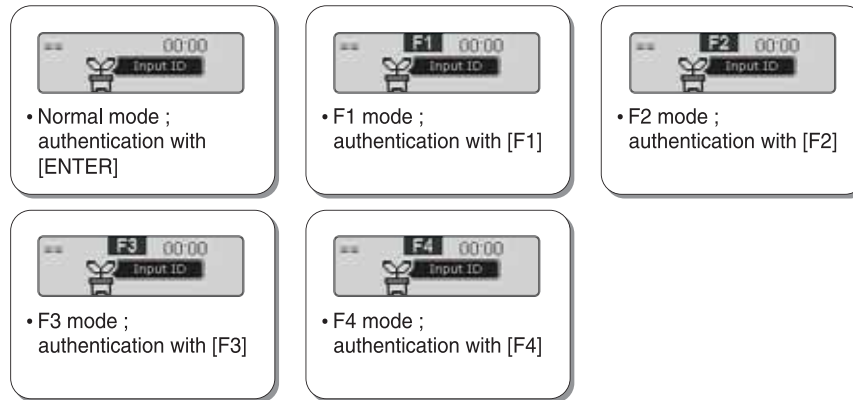 00:00
Input ID
• Normal mode ;
authentication with
[ENTER]
F1 00:00
Input ID
• F1 mode ;
authentication with [F1]
F2 00:00
Input ID
• F2 mode ;
authentication with [F2]
F3 00:00
Input ID
• F3 mode ;
authentication with [F3]
F4 00:00
Input ID
• F4 mode ;
authentication with [F4]